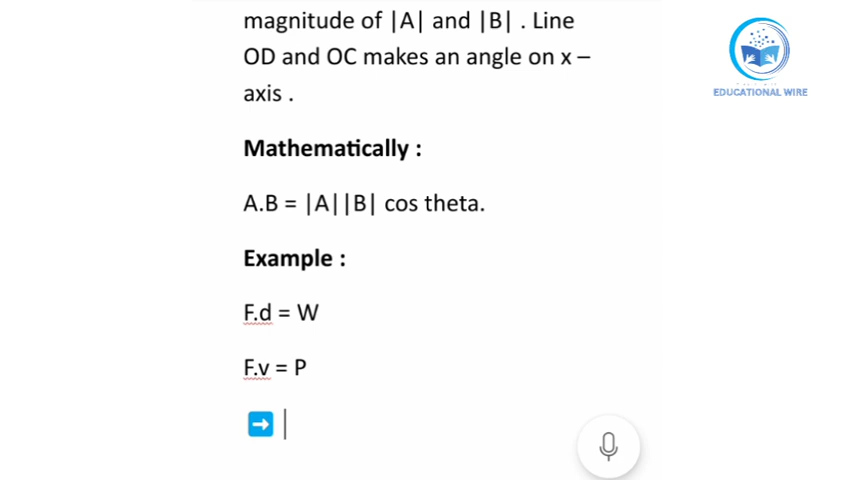 magnitude of |A| and |B| . Line
OD and OC makes an angle on x –
axis .
EDUCATIONAL WIRE
Mathematically :
A.B = |A||B| cos theta.
Example :
F.d = W
F.v = P